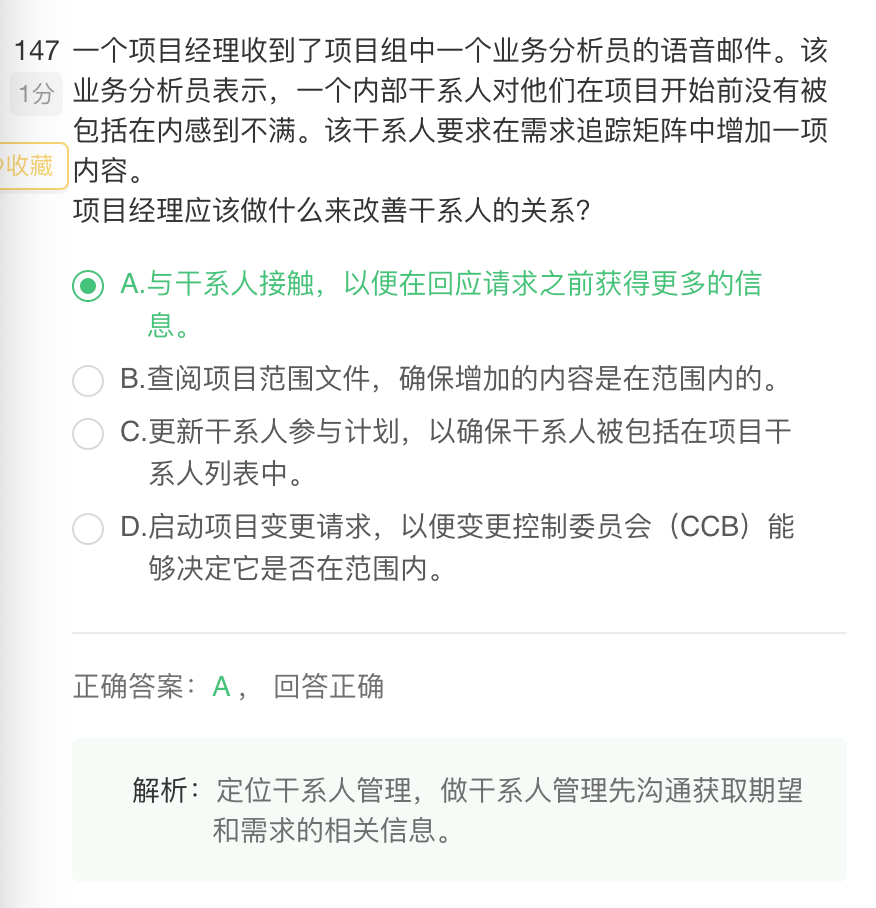 147 一个项目经理收到了项目组中一个业务分析员的语音邮件。该
1分 业务分析员表示，一个内部干系人对他们在项目开始前没有被
包括在内感到不满。该干系人要求在需求追踪矩阵中增加一项
收藏 内容。
项目经理应该做什么来改善干系人的关系?
A.与干系人接触，以便在回应请求之前获得更多的信
息。
B.查阅项目范围文件，确保增加的内容是在范围内的。
C.更新干系人参与计划，以确保干系人被包括在项目干
系人列表中。
D.启动项目变更请求，以便变更控制委员会（CCB）能
够决定它是否在范围内。
正确答案：A， 回答正确
解析：定位干系人管理，做干系人管理先沟通获取期望
和需求的相关信息。